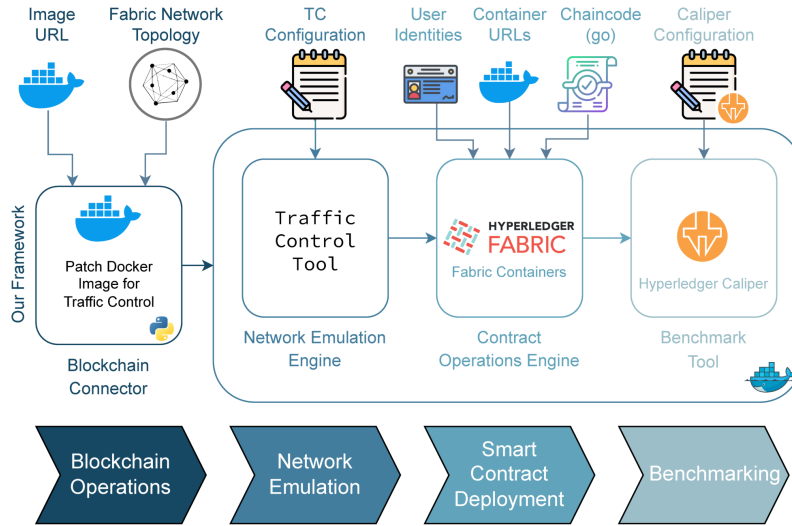 Image
URL
Fabric Network
Topology
TC
Configuration
User
Identities
Container
URLs
Chaincode
(go)
Caliper
Configuration
Our Framework
Patch Docker
Image for
Traffic Control
Blockchain
Connector
Traffic
Control
Tool
Network Emulation
Engine
HYPERLEDGER
FABRIC
Fabric Containers
Contract
Operations Engine
Hyperledger Caliper
Benchmark
Tool
Blockchain
Operations
Network
Emulation
Smart
Contract
Deployment
Benchmarking